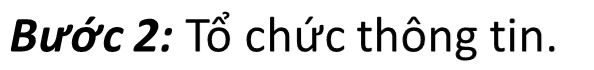 Bước 2: Tổ chức thông tin.